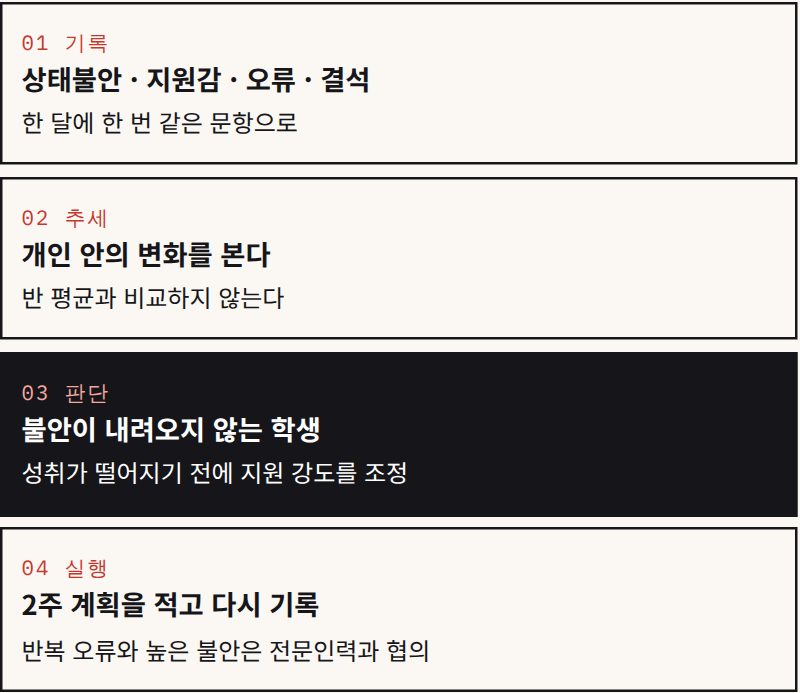 01 기록
상태불안 · 지원감 · 오류 · 결석
한 달에 한 번 같은 문항으로
02 추세
개인 안의 변화를 본다
반 평균과 비교하지 않는다
03 판단
불안이 내려오지 않는 학생
성취가 떨어지기 전에 지원 강도를 조정
04 실행
2주 계획을 적고 다시 기록
반복 오류와 높은 불안은 전문인력과 협의